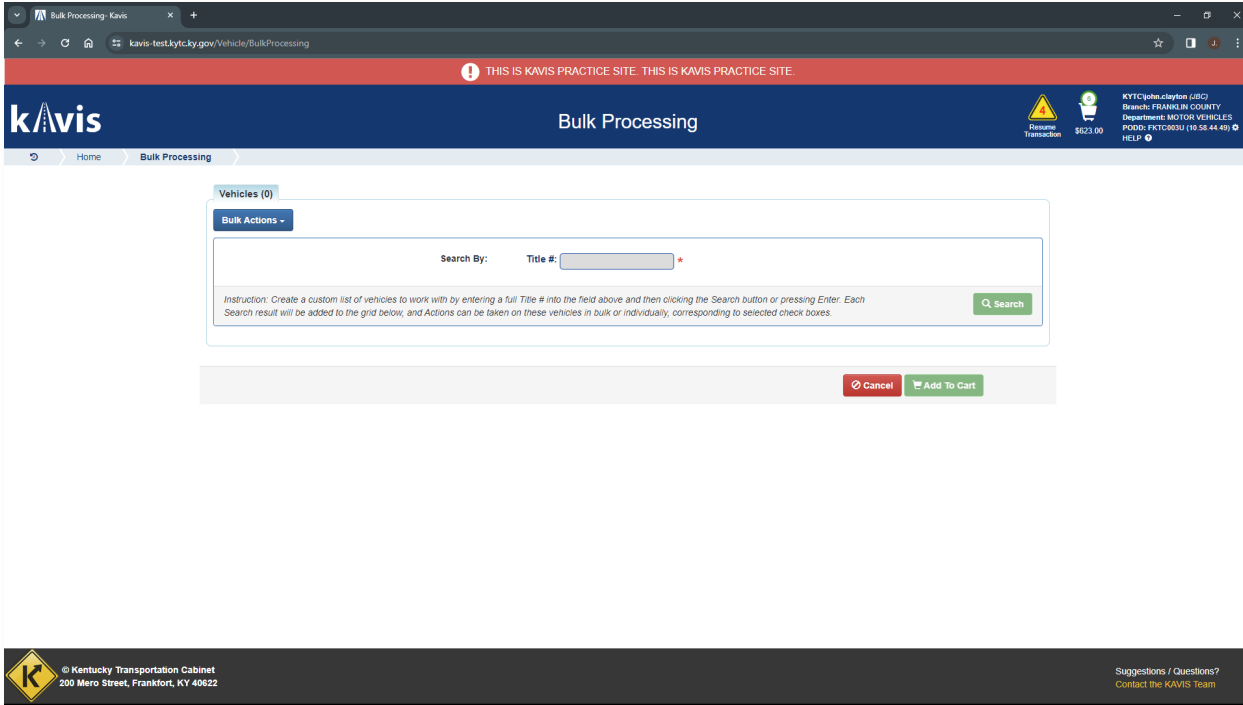 Bulk Processing- Kavis
kavis-test.kytc.ky.gov/Vehicle/BulkProcessing
J.
THIS IS KAVIS PRACTICE SITE. THIS IS KAVIS PRACTICE SITE.
kavis
Bulk Processing
4
Resume
Transaction
6
$623.00
KYTC\john.clayton (JBC)
Branch: FRANKLIN COUNTY
Department: MOTOR VEHICLES
PODD: FKTC003U (10.58.44.49)
HELP
Home
Bulk Processing
Vehicles (0)
Bulk Actions
Search By: Title #: *
Instruction: Create a custom list of vehicles to work with by entering a full Title # into the field above and then clicking the Search button or pressing Enter. Each
Search result will be added to the grid below, and Actions can be taken on these vehicles in bulk or individually, corresponding to selected check boxes.
Search
Cancel
Add To Cart
K
© Kentucky Transportation Cabinet
200 Mero Street, Frankfort, KY 40622
Suggestions / Questions?
Contact the KAVIS Team